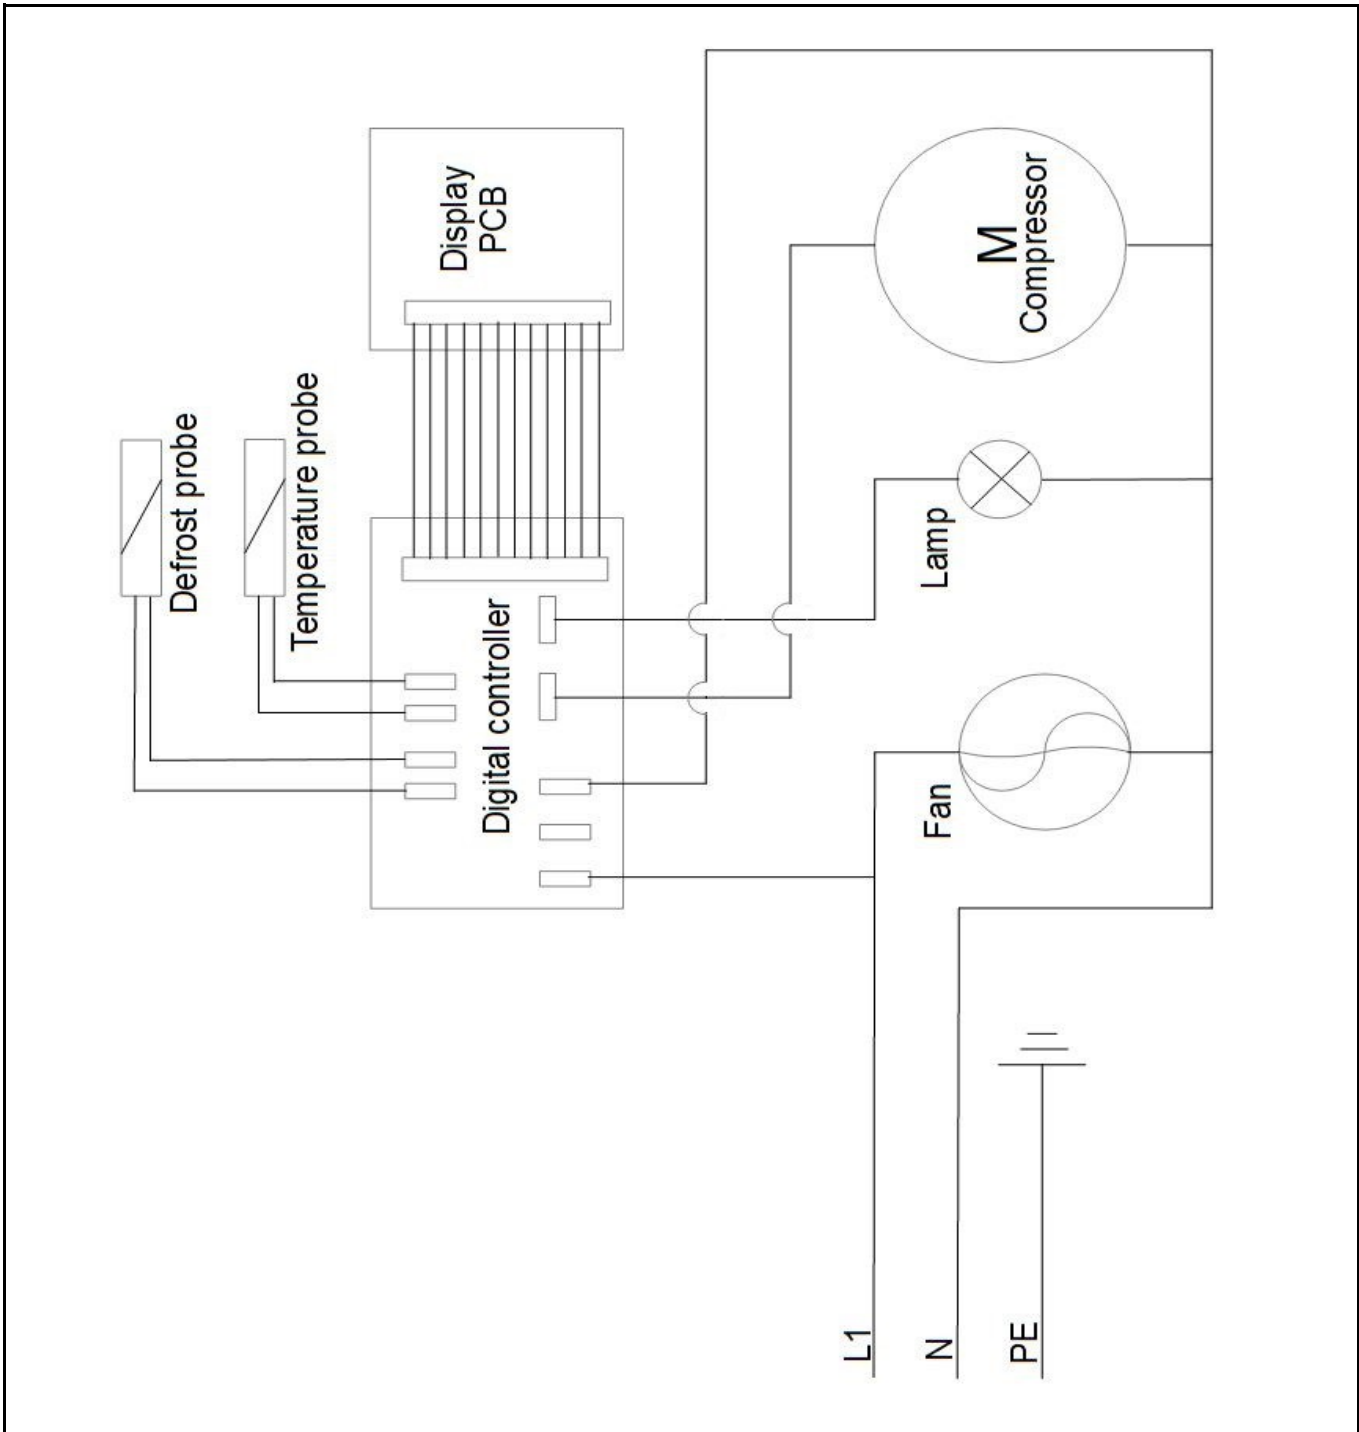 Defrost probe
Temperature probe
Display
PCB
Digital controller
M
Compressor
Lamp
Fan
L1
N
PE